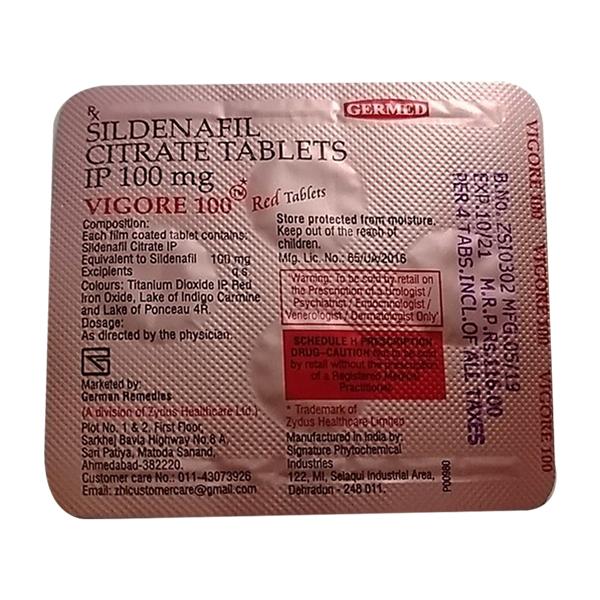 Rx
GERMED
SILDENAFIL
CITRATE TABLETS
IP 100 mg
VIGORE 100 TM* Red Tablets
Composition:
Each film coated tablet contains:
Sildenafil Citrate IP
Equivalent to Sildenafil 100 mg
Excipients q.s.
Colours: Titanium Dioxide IP, Red
Iron Oxide, Lake of Indigo Carmine
and Lake of Ponceau 4R.
Dosage:
As directed by the physician.
Marketed by:
German Remedies
(A division of Zydus Healthcare Ltd.)
Plot No. 1 & 2, First Floor,
Sarkhej Bavla Highway No.8 A,
Sari Patiya, Matoda Sanand,
Ahmedabad-382220.
Customer care No.: 011-43073926
Email: zhlcustomercare@gmail.com
Store protected from moisture.
Keep out of the reach of
children.
Mfg. Lic. No.: 65/UA/2016
Warning: To be sold by retail on
the Prescription of Urologist /
Psychiatrist / Endocrinologist /
Venerologist / Dermatologist Only'
SCHEDULE H PRESCRIPTION
DRUG-CAUTION Not to be sold
by retail without the prescription
of a Registered Medical
Practitioner.
* Trademark of
Zydus Healthcare Limited
Manufactured in India by:
Signature Phytochemical
Industries
122, MI, Selaqui Industrial Area,
Dehradun - 248 011.
P00980
B.No. ZSI0302 MFG.05/19
EXP.10/21 M.R.P.Rs.
PER 4 TABS.INCL.OF ALL TAXES
VIGORE 100 VIGORE 100 VIGORE 100